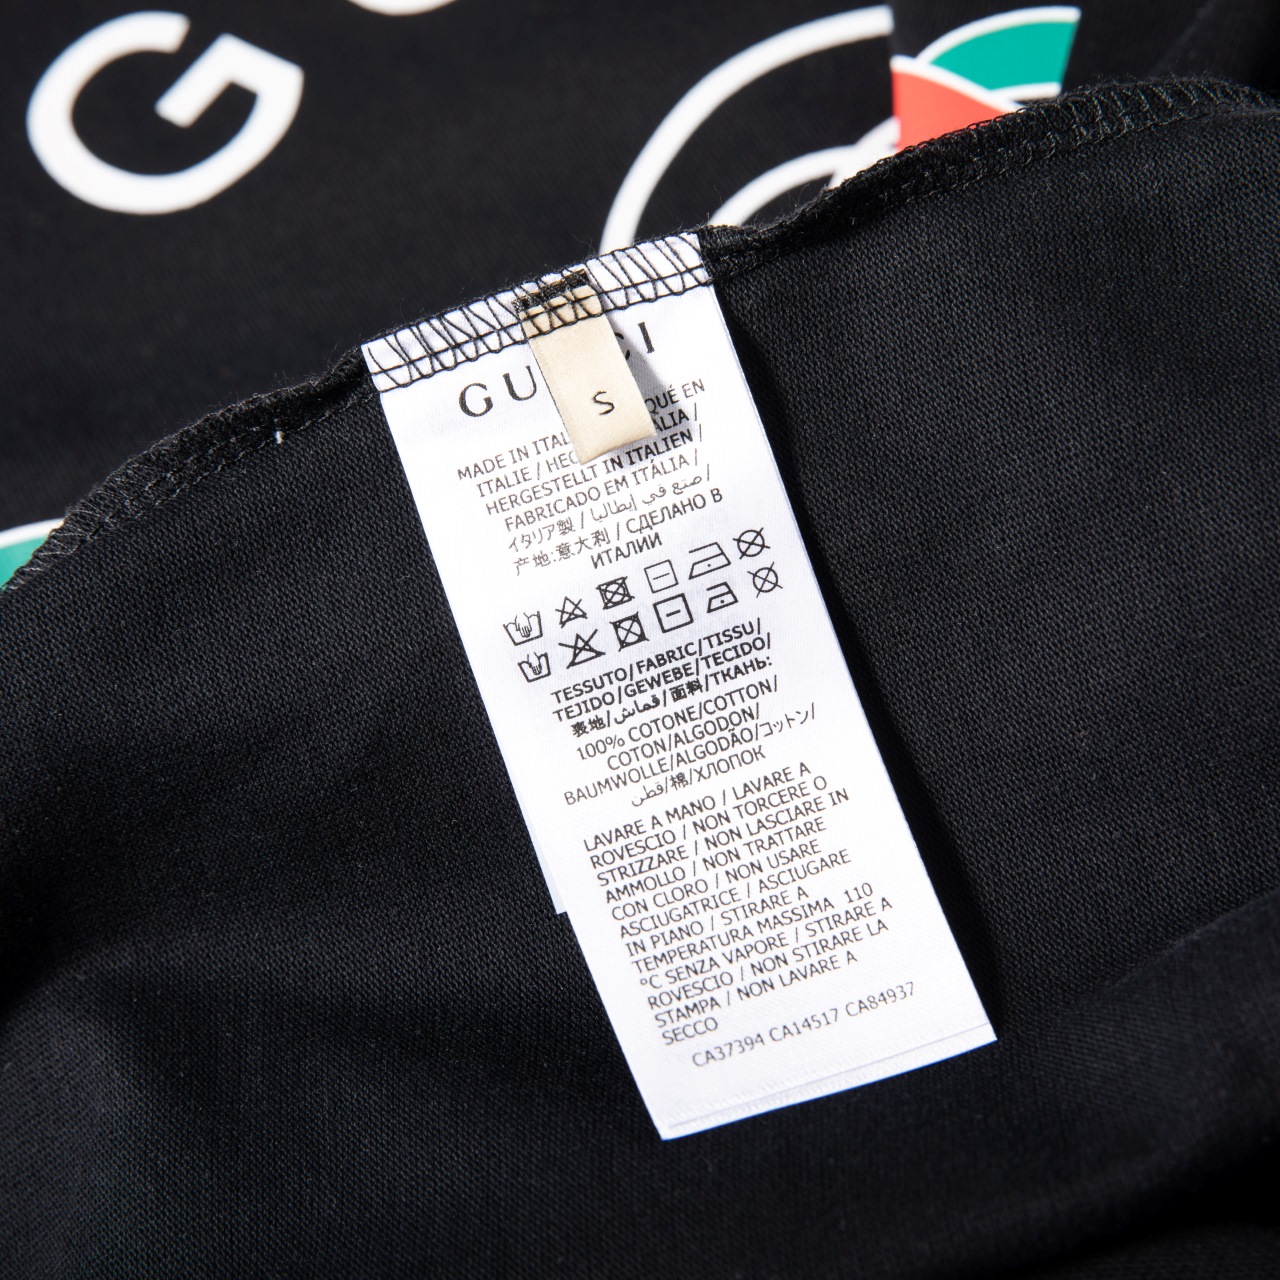 G
GU CI
S
MADE IN ITAL QUÉ EN
ITALIE / HEC ALIA /
HERGESTELLT IN ITALIEN /
FABRICADO EM ITÁLIA /
イタリア製 / صنع في إيطاليا /
产地:意大利 / СДЕЛАНО В
ИТАЛИИ
TESSUTO/FABRIC/TISSU/
TEJIDO/GEWEBE/TECIDO/
表地/قماش/面料/ТКАНЬ:
100% COTONE/COTTON/
COTON/ALGODON/
BAUMWOLLE/ALGODÃO/コットン/
قطن/棉/ХЛОПОК
LAVARE A MANO / LAVARE A
ROVESCIO / NON TORCERE O
STRIZZARE / NON LASCIARE IN
AMMOLLO / NON TRATTARE
CON CLORO / NON USARE
ASCIUGATRICE / ASCIUGARE
IN PIANO / STIRARE A
TEMPERATURA MASSIMA 110
°C SENZA VAPORE / STIRARE A
ROVESCIO / NON STIRARE LA
STAMPA / NON LAVARE A
SECCO
CA37394 CA14517 CA84937